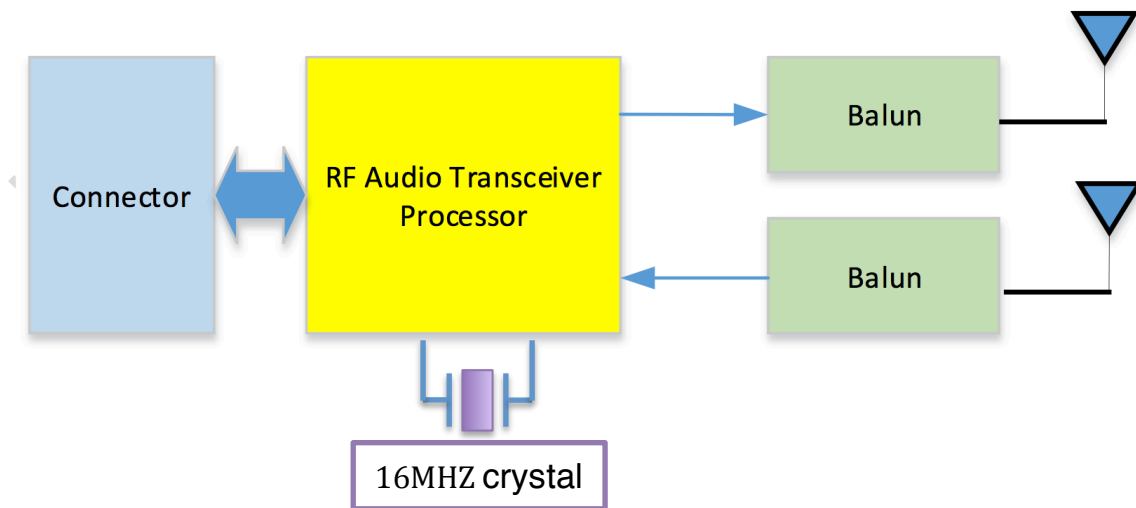 Connector
RF Audio Transceiver
Processor
Balun
Balun
16MHZ crystal